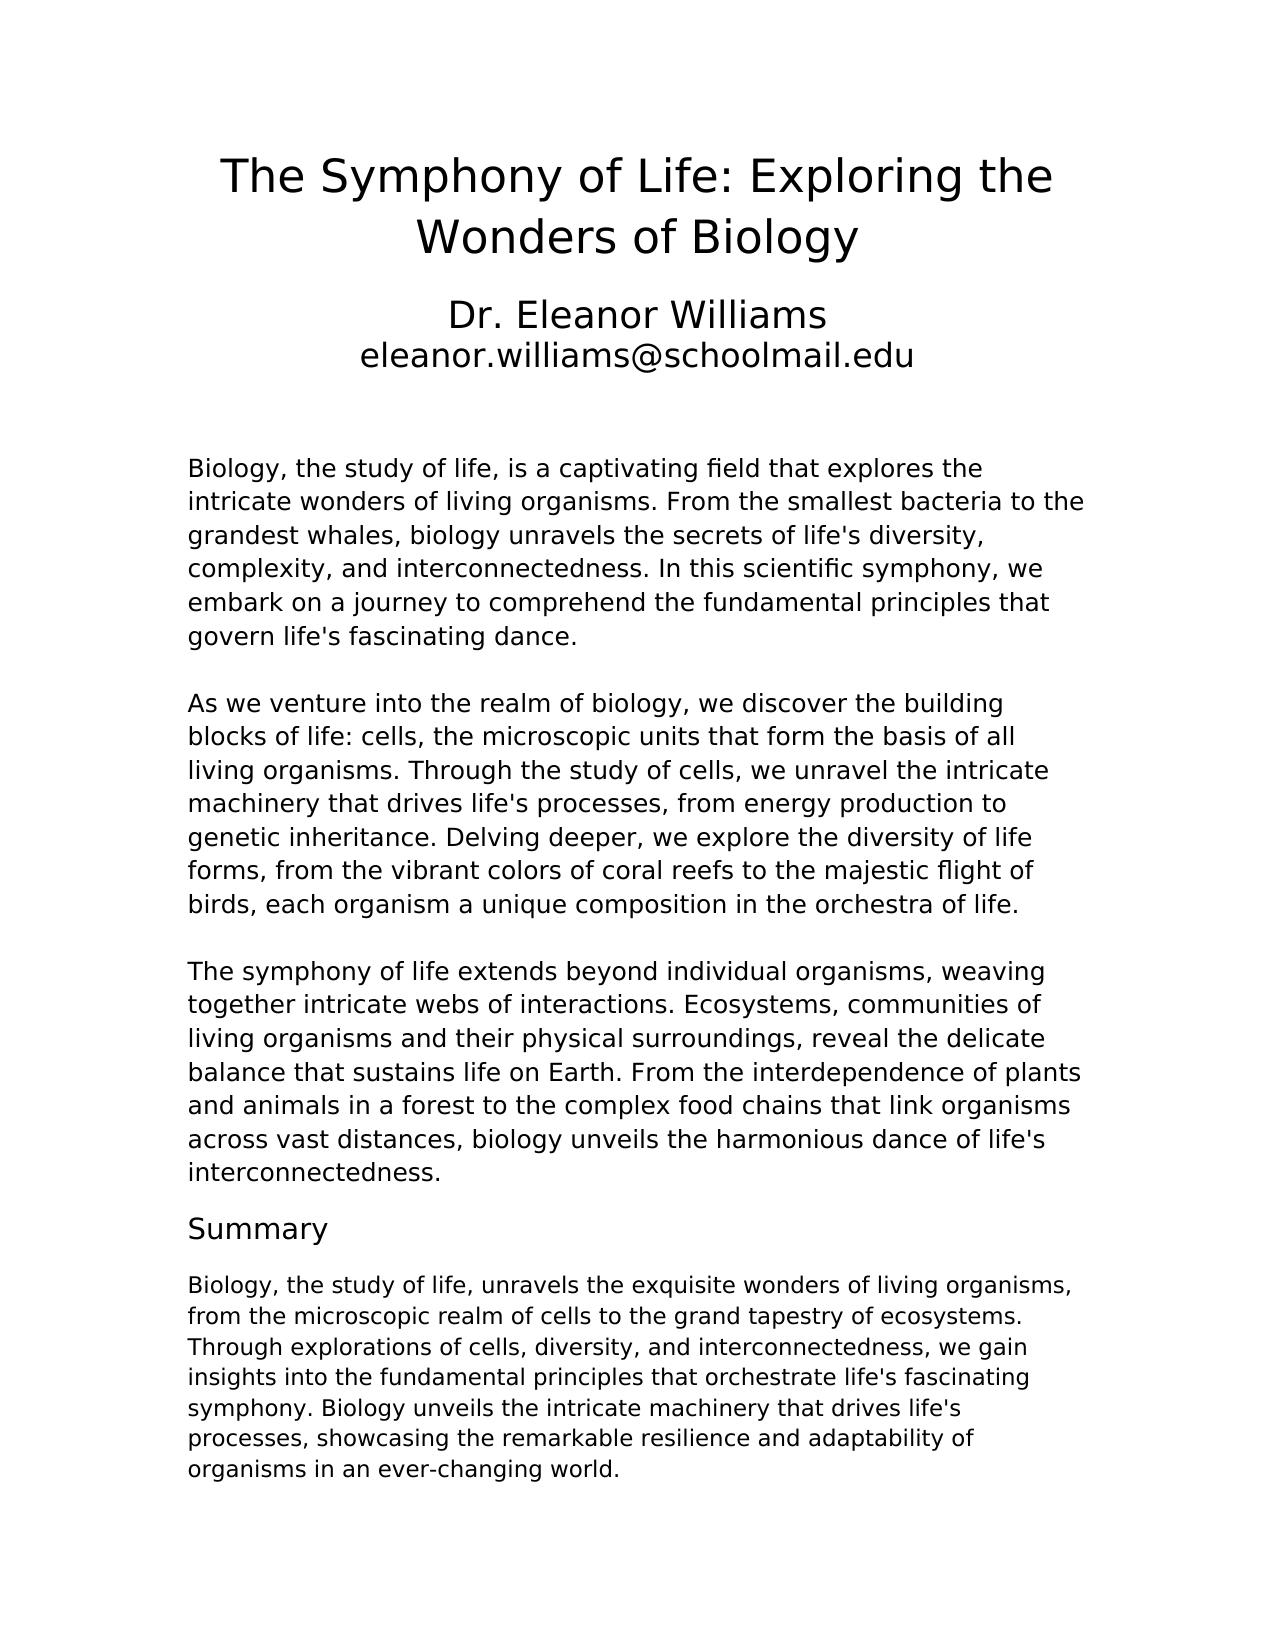 The Symphony of Life: Exploring the
Wonders of Biology
Dr. Eleanor Williams
eleanor.williams@schoolmail.edu
Biology, the study of life, is a captivating field that explores the
intricate wonders of living organisms. From the smallest bacteria to the
grandest whales, biology unravels the secrets of life's diversity,
complexity, and interconnectedness. In this scientific symphony, we
embark on a journey to comprehend the fundamental principles that
govern life's fascinating dance.
As we venture into the realm of biology, we discover the building
blocks of life: cells, the microscopic units that form the basis of all
living organisms. Through the study of cells, we unravel the intricate
machinery that drives life's processes, from energy production to
genetic inheritance. Delving deeper, we explore the diversity of life
forms, from the vibrant colors of coral reefs to the majestic flight of
birds, each organism a unique composition in the orchestra of life.
The symphony of life extends beyond individual organisms, weaving
together intricate webs of interactions. Ecosystems, communities of
living organisms and their physical surroundings, reveal the delicate
balance that sustains life on Earth. From the interdependence of plants
and animals in a forest to the complex food chains that link organisms
across vast distances, biology unveils the harmonious dance of life's
interconnectedness.
Summary
Biology, the study of life, unravels the exquisite wonders of living organisms,
from the microscopic realm of cells to the grand tapestry of ecosystems.
Through explorations of cells, diversity, and interconnectedness, we gain
insights into the fundamental principles that orchestrate life's fascinating
symphony. Biology unveils the intricate machinery that drives life's
processes, showcasing the remarkable resilience and adaptability of
organisms in an ever-changing world.